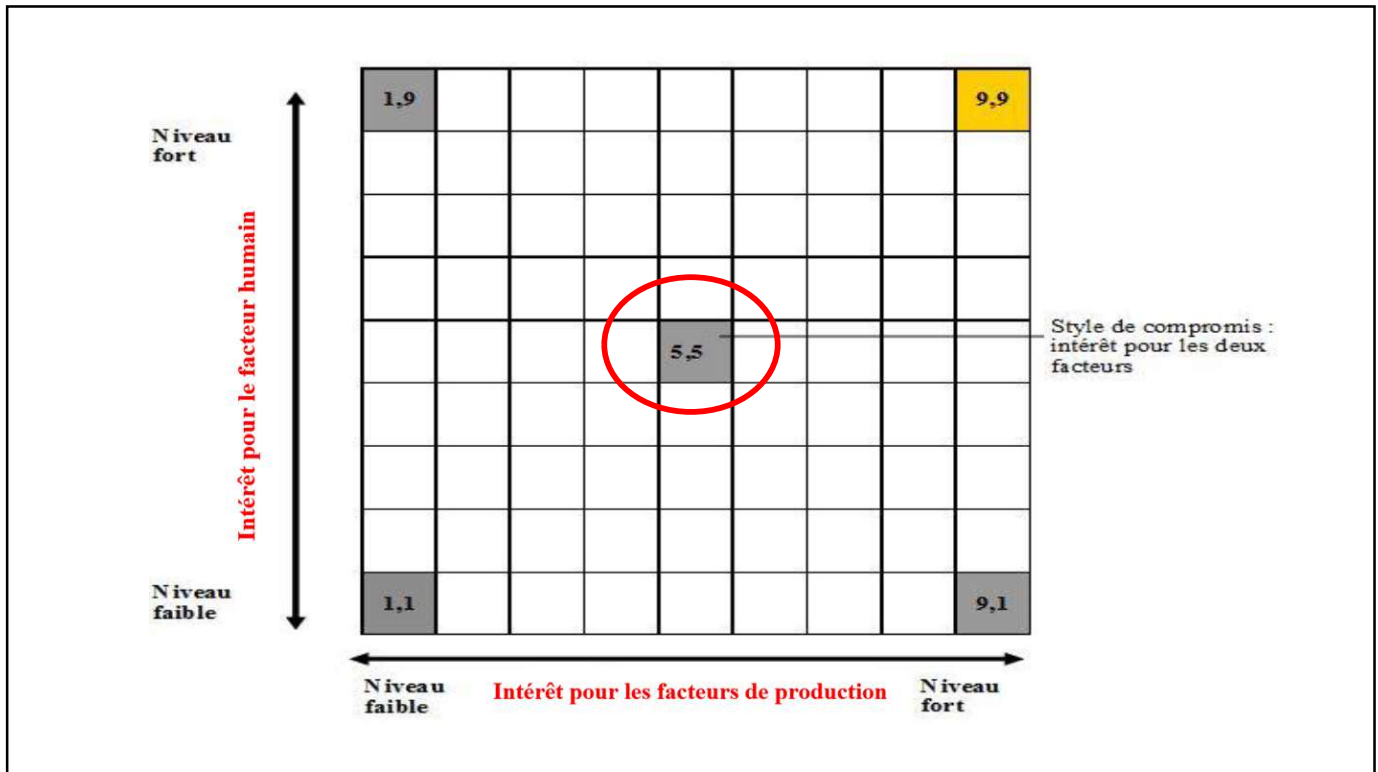 1,9
9,9
Niveau
fort
Intérêt pour le facteur humain
5,5
Style de compromis :
intérêt pour les deux
facteurs
Niveau
faible
1,1
9,1
Niveau
faible
Intérêt pour les facteurs de production
Niveau
fort